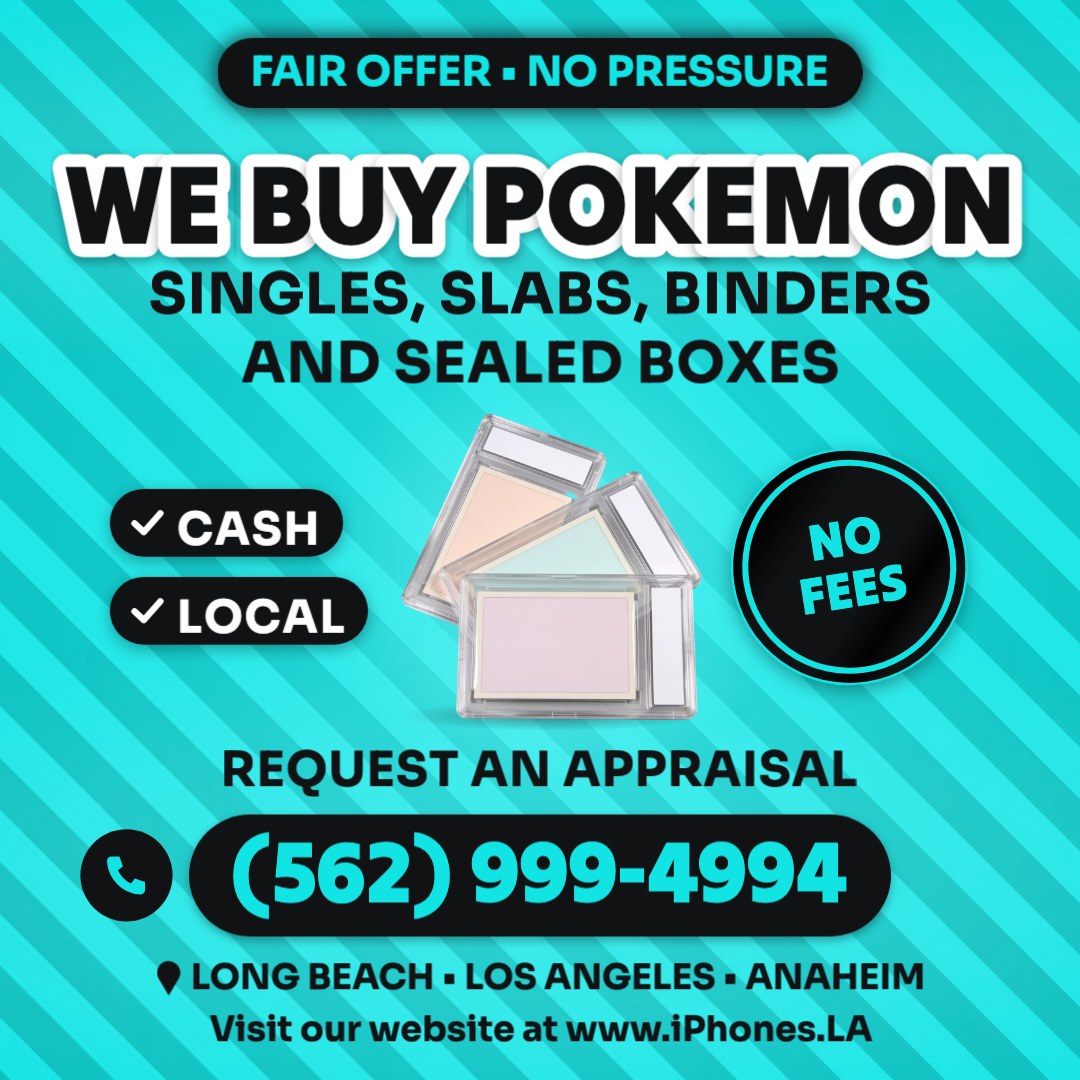 FAIR OFFER ▪ NO PRESSURE
WE BUY POKEMON
SINGLES, SLABS, BINDERS
AND SEALED BOXES
CASH
LOCAL
NO
FEES
REQUEST AN APPRAISAL
(562) 999-4994
LONG BEACH ▪ LOS ANGELES ▪ ANAHEIM
Visit our website at www.iPhones.LA